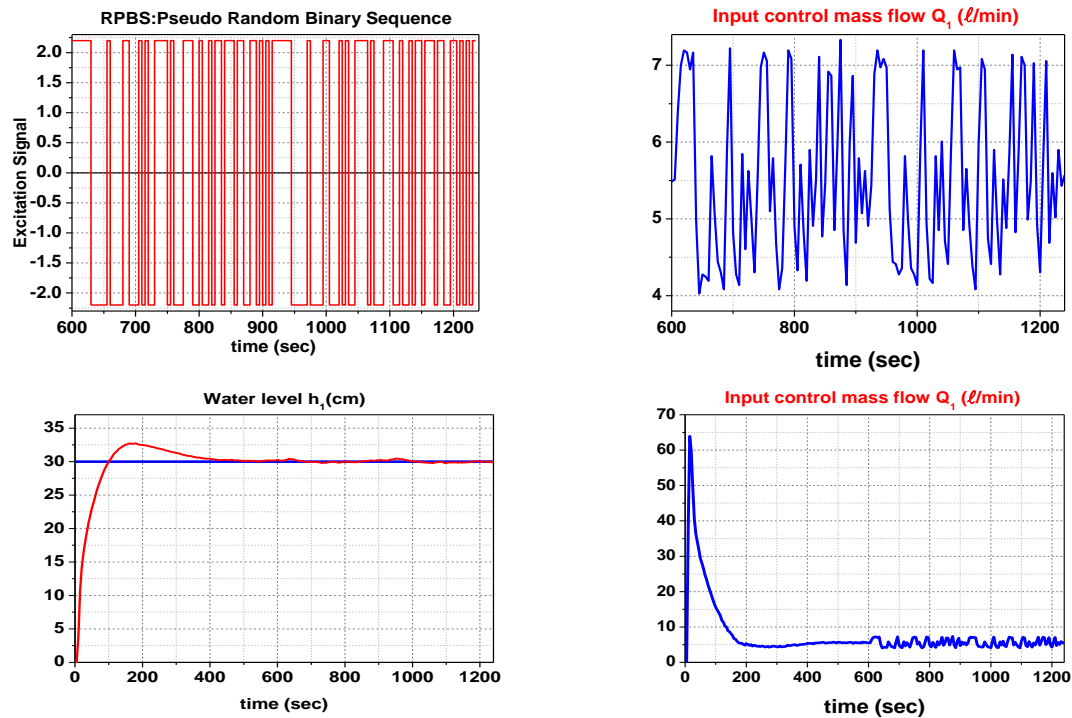 RPBS:Pseudo Random Binary Sequence
Excitation Signal
2.0
1.5
1.0
0.5
0.0
-0.5
-1.0
-1.5
-2.0
600 700 800 900 1000 1100 1200
time (sec)
Input control mass flow Q₁ (ℓ/min)
7
6
5
4
600 800 1000 1200
time (sec)
Water level h₁(cm)
35
30
25
20
15
10
5
0
0 200 400 600 800 1000 1200
time (sec)
Input control mass flow Q₁ (ℓ/min)
70
60
50
40
30
20
10
0
0 200 400 600 800 1000 1200
time (sec)